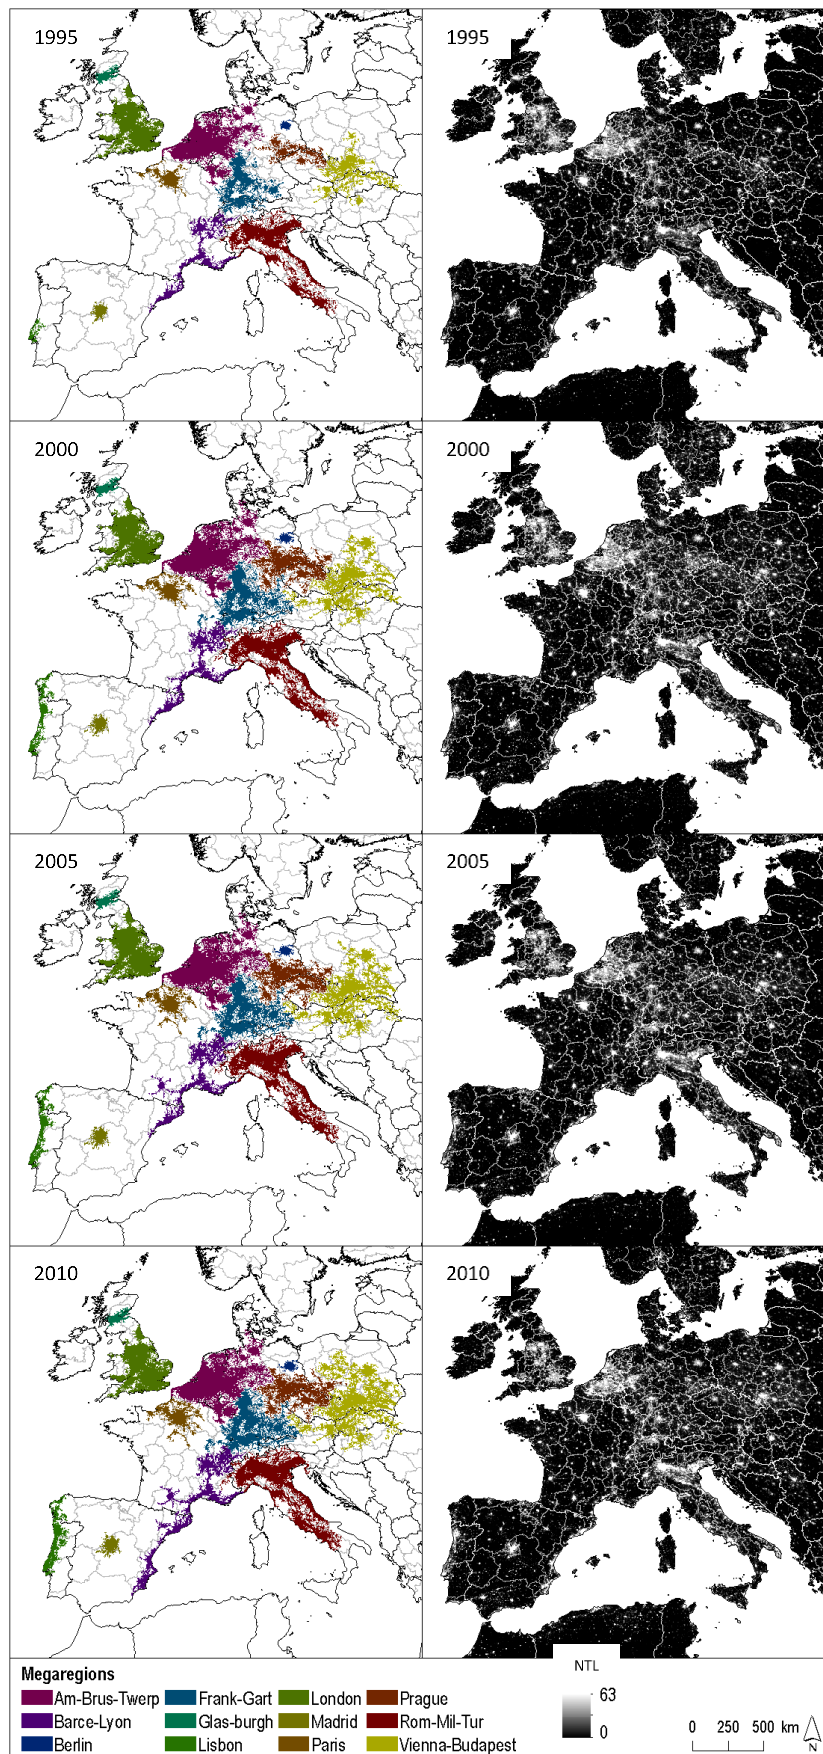 1995 1995
2000 2000
2005 2005
2010 2010
Megaregions
Am-Brus-Twerp Frank-Gart London Prague
Barce-Lyon Glas-burgh Madrid Rom-Mil-Tur
Berlin Lisbon Paris Vienna-Budapest
NTL
63
0
0 250 500 km
N